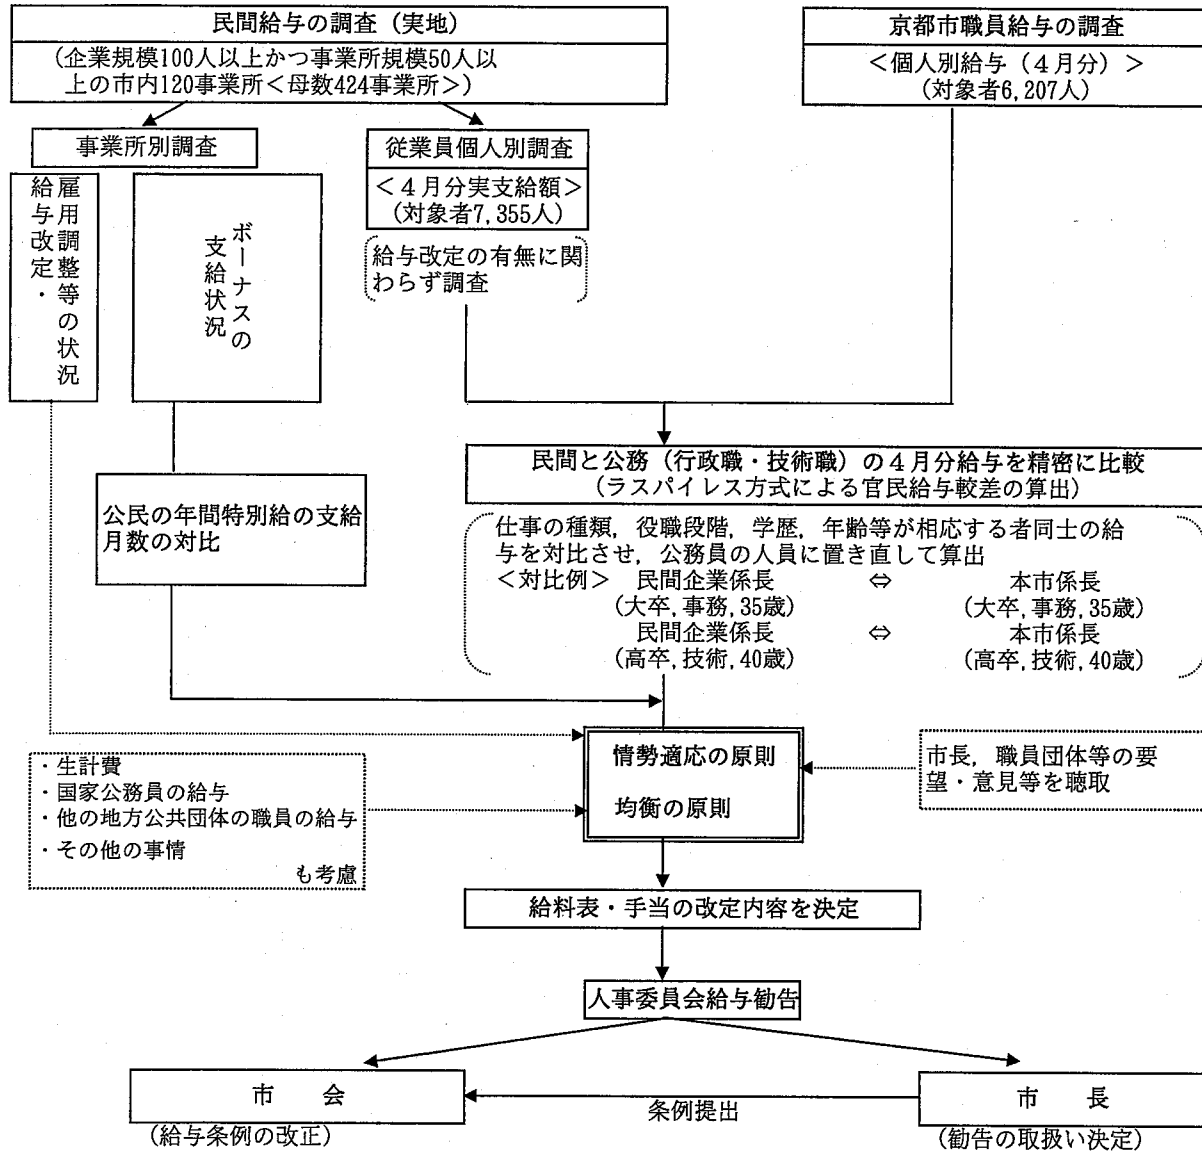 民間給与の調査（実地）
(企業規模100人以上かつ事業所規模50人以
上の市内120事業所＜母数424事業所＞)
京都市職員給与の調査
＜個人別給与（４月分）＞
(対象者6,207人)
事業所別調査
従業員個人別調査
＜４月分実支給額＞
(対象者7,355人)
給与改定の有無に関
わらず調査
給与改定・
雇用調整等の状況
ボーナスの
支給状況
民間と公務（行政職・技術職）の４月分給与を精密に比較
(ラスパイレス方式による官民給与較差の算出)
公民の年間特別給の支給
月数の対比
仕事の種類，役職段階，学歴，年齢等が相応する者同士の給
与を対比させ，公務員の人員に置き直して算出
＜対比例＞ 民間企業係長 ⇔ 本市係長
(大卒,事務,35歳) (大卒,事務,35歳)
民間企業係長 ⇔ 本市係長
(高卒,技術,40歳) (高卒,技術,40歳)
情勢適応の原則
均衡の原則
・生計費
・国家公務員の給与
・他の地方公共団体の職員の給与
・その他の事情
も考慮
市長，職員団体等の要
望・意見等を聴取
給料表・手当の改定内容を決定
人事委員会給与勧告
市 会
(給与条例の改正)
条例提出
市 長
(勧告の取扱い決定)